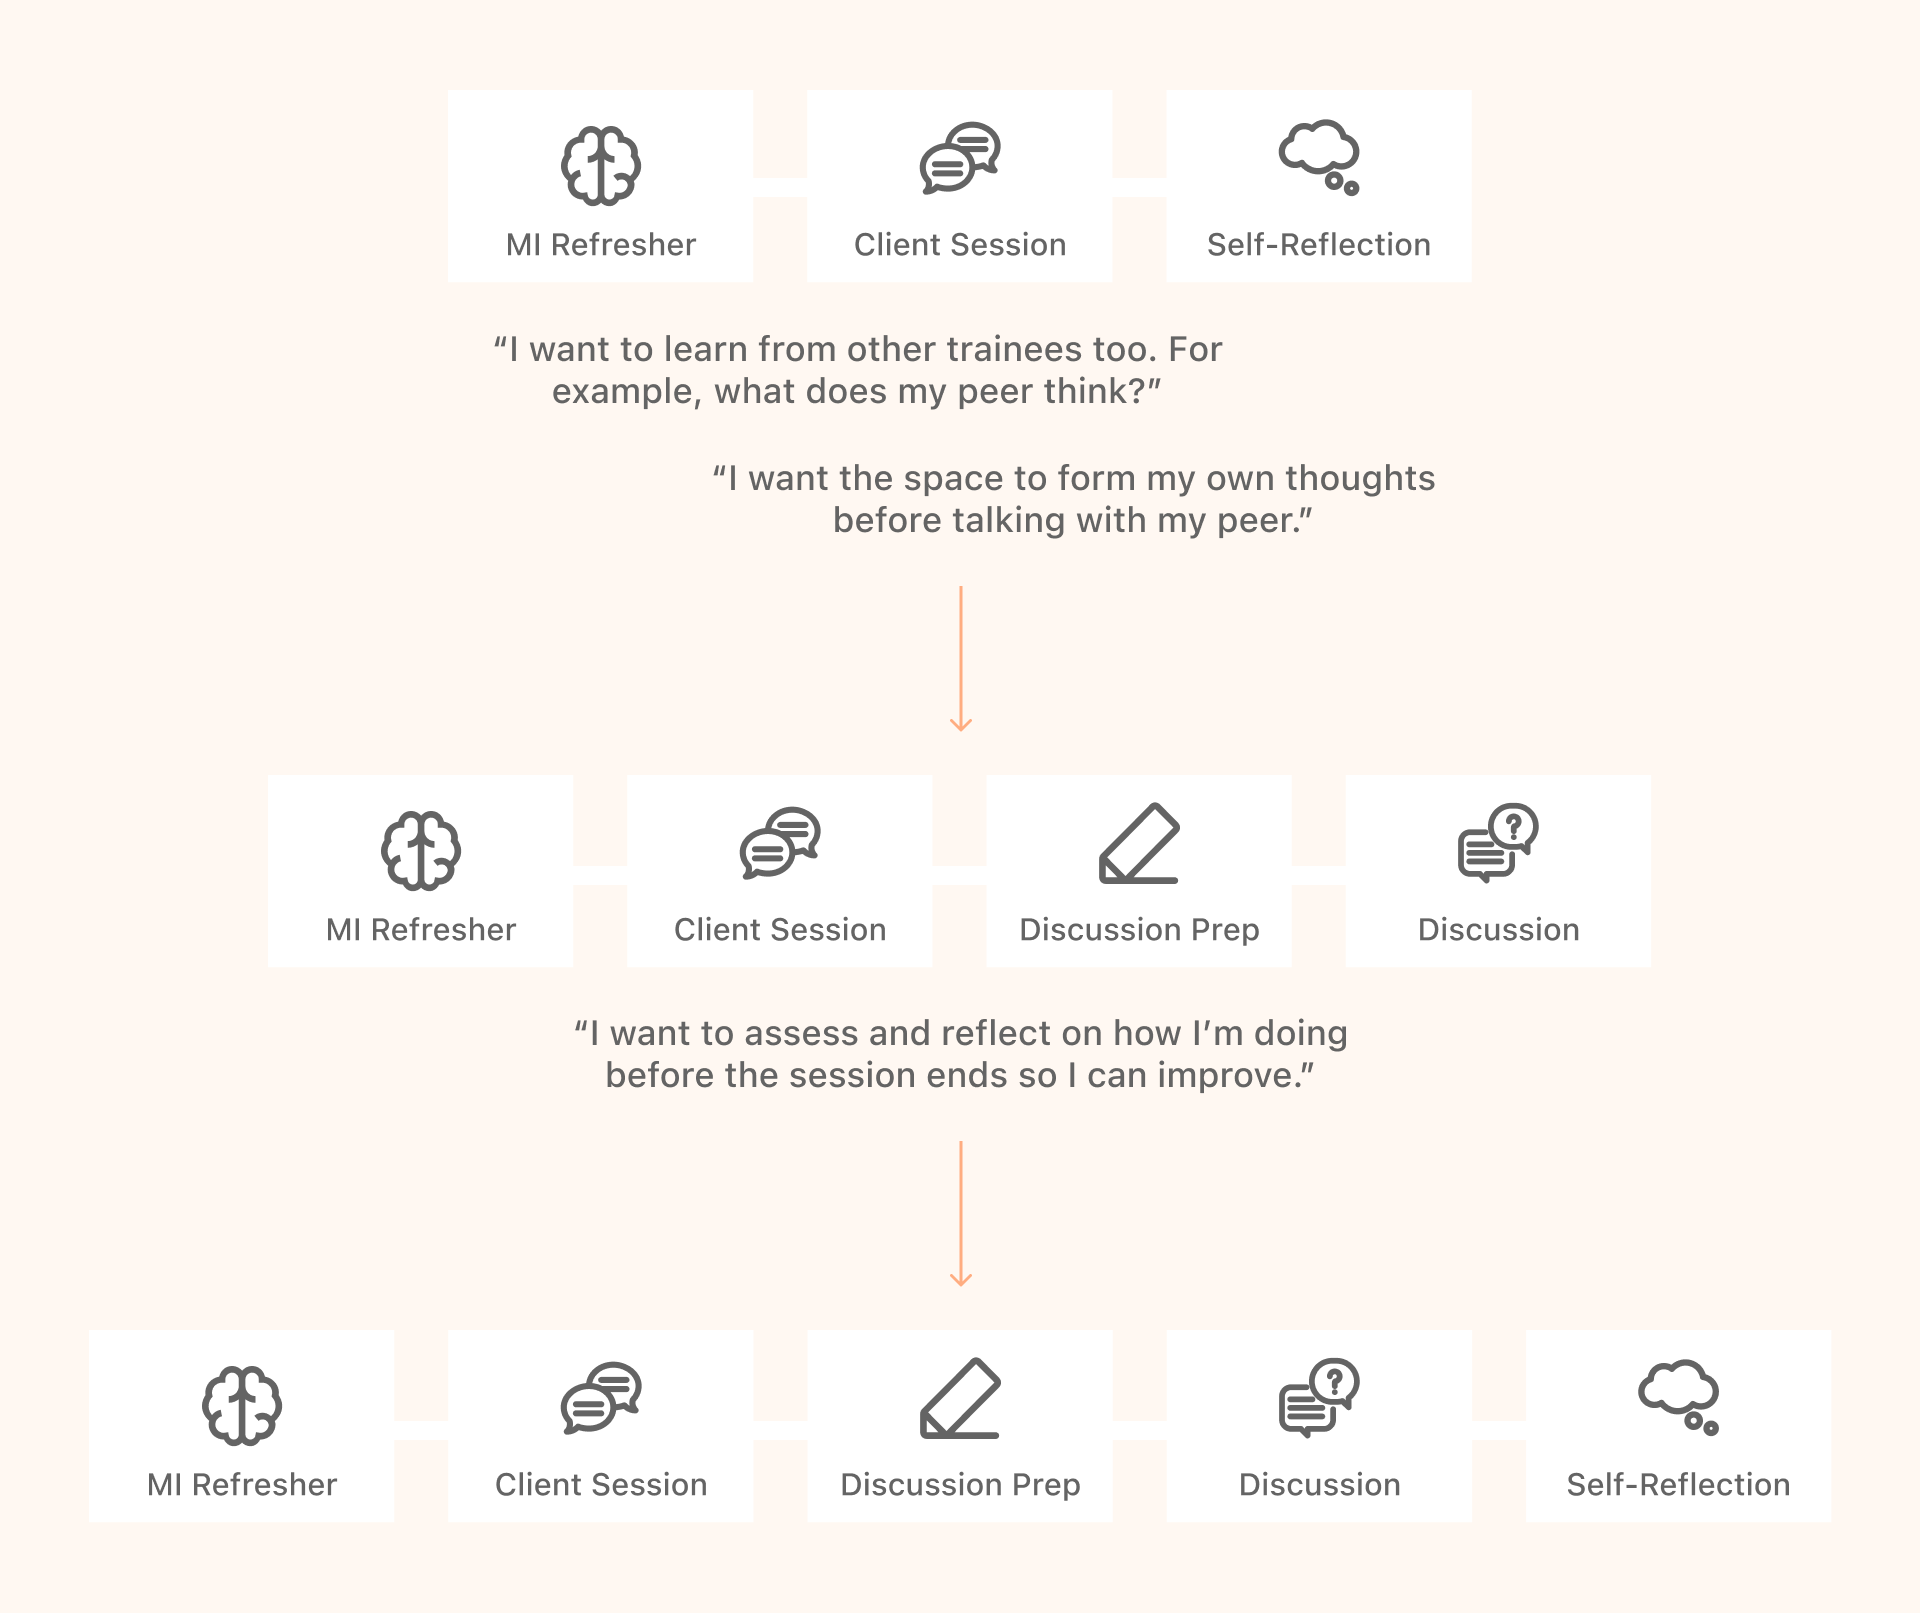 MI Refresher
Client Session
Self-Reflection
“I want to learn from other trainees too. For
example, what does my peer think?”
“I want the space to form my own thoughts
before talking with my peer.”
MI Refresher
Client Session
Discussion Prep
Discussion
“I want to assess and reflect on how I’m doing
before the session ends so I can improve.”
MI Refresher
Client Session
Discussion Prep
Discussion
Self-Reflection